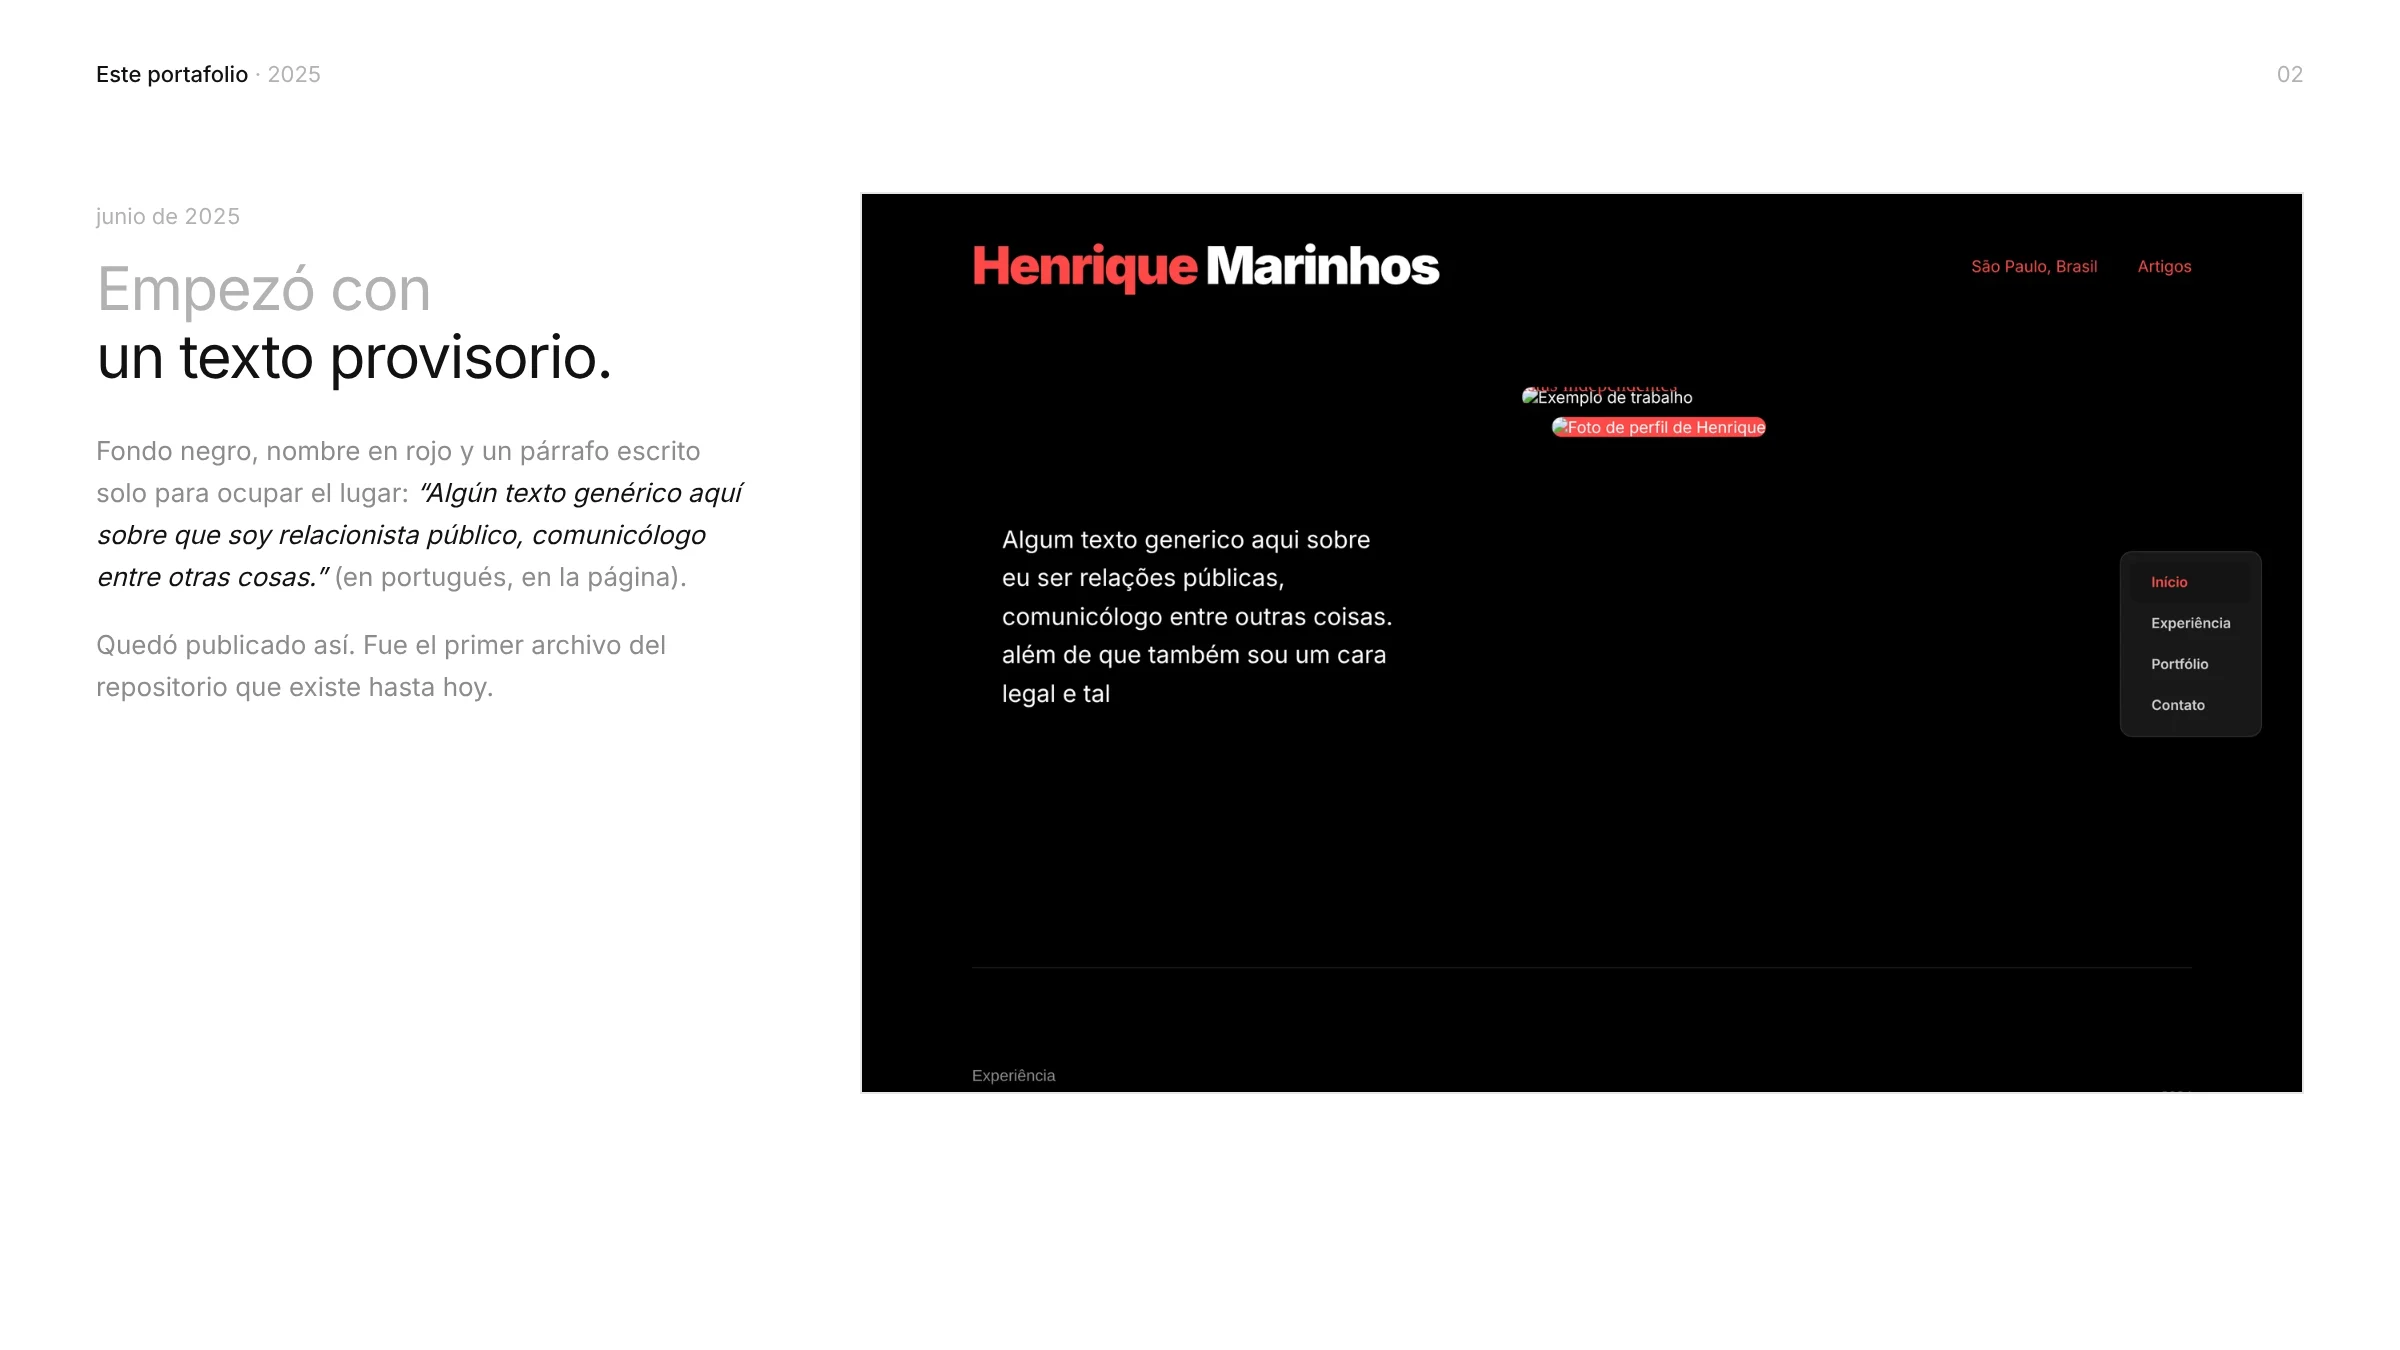 Este portafolio · 2025
02
junio de 2025
Empezó con
un texto provisorio.
Fondo negro, nombre en rojo y un párrafo escrito
solo para ocupar el lugar: “Algún texto genérico aquí
sobre que soy relacionista público, comunicólogo
entre otras cosas.” (en portugués, en la página).
Quedó publicado así. Fue el primer archivo del
repositorio que existe hasta hoy.
Henrique Marinhos
São Paulo, Brasil
Artigos
Independentes
Exemplo de trabalho
Foto de perfil de Henrique
Algum texto generico aqui sobre
eu ser relações públicas,
comunicólogo entre outras coisas.
além de que também sou um cara
legal e tal
Início
Experiência
Portfólio
Contato
Experiência